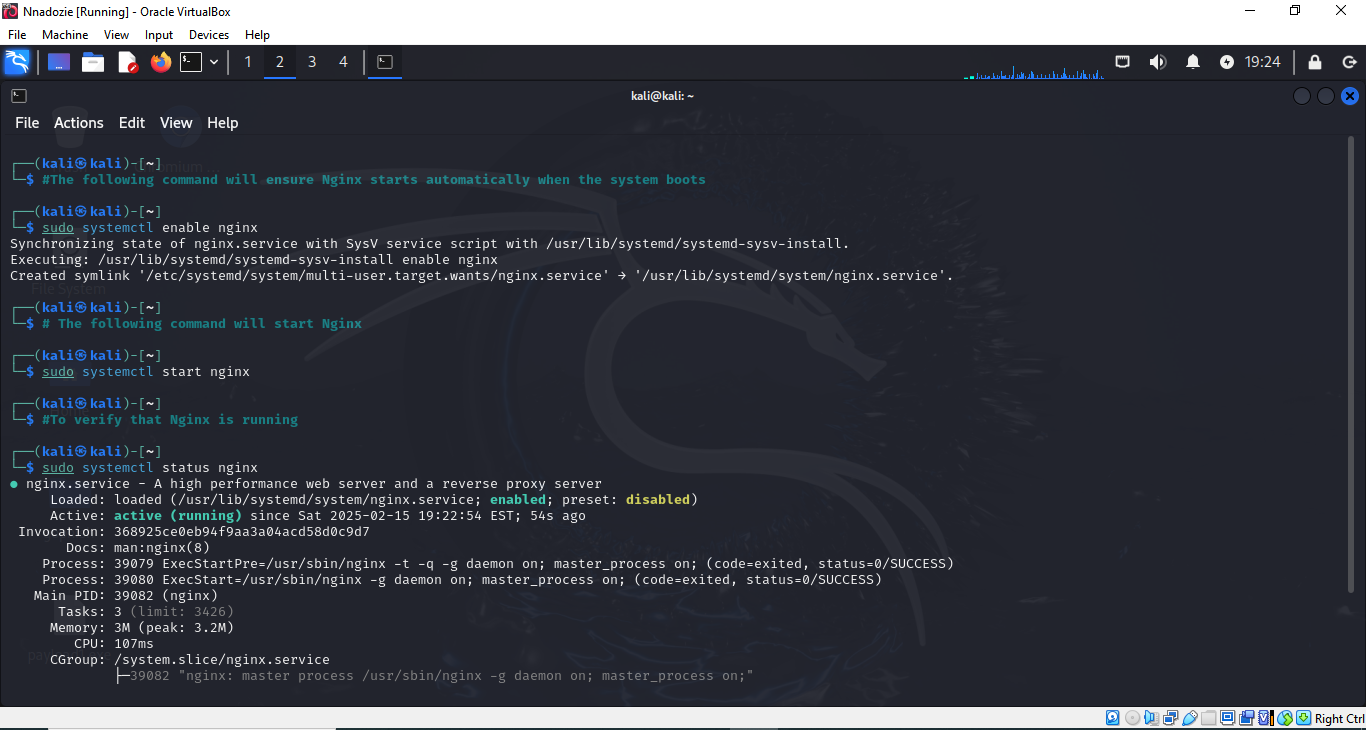 Nnadozie [Running] - Oracle VirtualBox
File Machine View Input Devices Help
1 2 3 4 19:24
kali@kali: ~
File Actions Edit View Help
┌──(kali㉿kali)-[~]
└─$ #The following command will ensure Nginx starts automatically when the system boots
┌──(kali㉿kali)-[~]
└─$ sudo systemctl enable nginx
Synchronizing state of nginx.service with SysV service script with /usr/lib/systemd/systemd-sysv-install.
Executing: /usr/lib/systemd/systemd-sysv-install enable nginx
Created symlink '/etc/systemd/system/multi-user.target.wants/nginx.service' → '/usr/lib/systemd/system/nginx.service'.
File System
┌──(kali㉿kali)-[~]
└─$ # The following command will start Nginx
┌──(kali㉿kali)-[~]
└─$ sudo systemctl start nginx
┌──(kali㉿kali)-[~]
└─$ #To verify that Nginx is running
┌──(kali㉿kali)-[~]
└─$ sudo systemctl status nginx
● nginx.service - A high performance web server and a reverse proxy server
Loaded: loaded (/usr/lib/systemd/system/nginx.service; enabled; preset: disabled)
Active: active (running) since Sat 2025-02-15 19:22:54 EST; 54s ago
Invocation: 368925ce0eb94f9aa3a04acd58d0c9d7
Docs: man:nginx(8)
Process: 39079 ExecStartPre=/usr/sbin/nginx -t -q -g daemon on; master_process on; (code=exited, status=0/SUCCESS)
Process: 39080 ExecStart=/usr/sbin/nginx -g daemon on; master_process on; (code=exited, status=0/SUCCESS)
Main PID: 39082 (nginx)
Tasks: 3 (limit: 3426)
Memory: 3M (peak: 3.2M)
CPU: 107ms
CGroup: /system.slice/nginx.service
├─39082 "nginx: master process /usr/sbin/nginx -g daemon on; master_process on;"
Right Ctrl